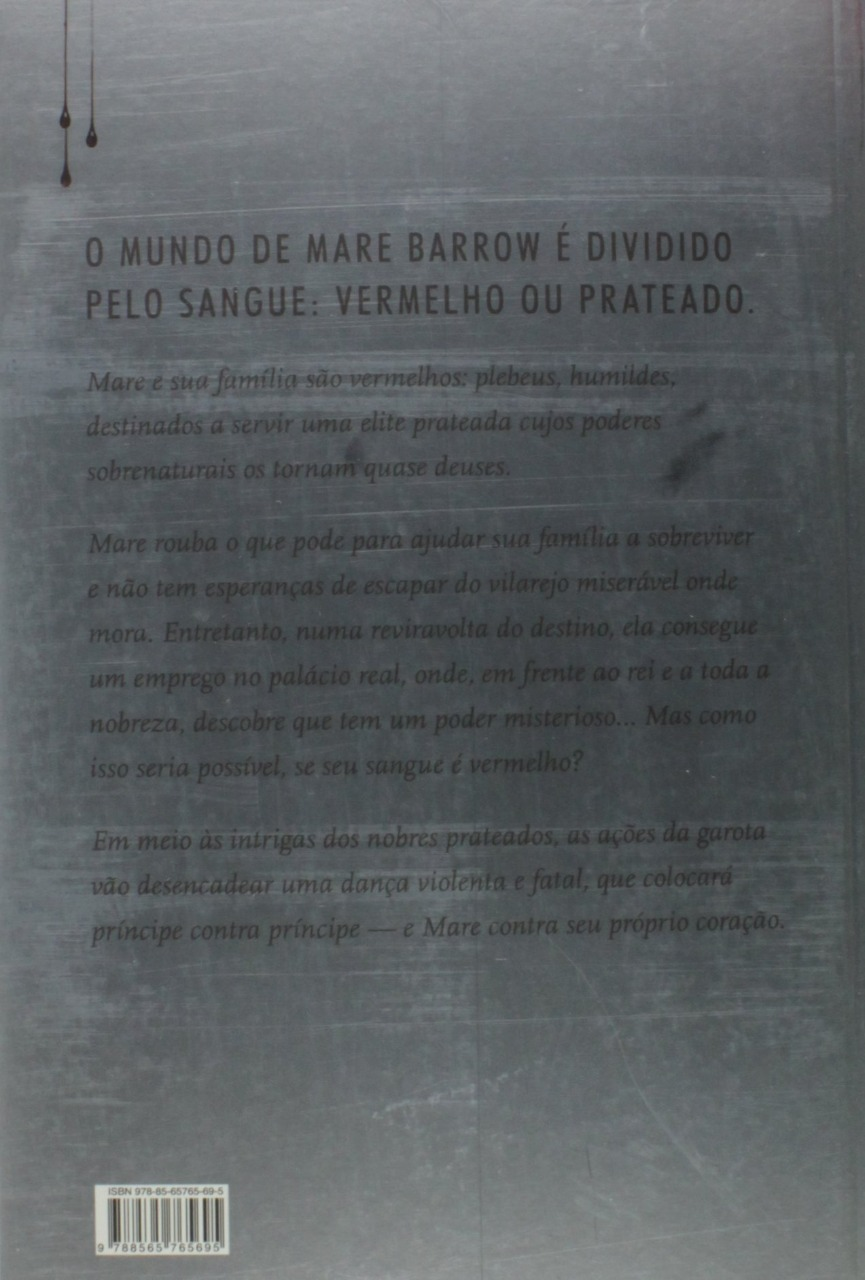 O MUNDO DE MARE BARROW É DIVIDIDO
PELO SANGUE: VERMELHO OU PRATEADO.
Mare e sua família são vermelhos: plebeus, humildes,
destinados a servir uma elite prateada cujos poderes
sobrenaturais os tornam quase deuses.
Mare rouba o que pode para ajudar sua família a sobreviver
e não tem esperanças de escapar do vilarejo miserável onde
mora. Entretanto, numa reviravolta do destino, ela consegue
um emprego no palácio real, onde, em frente ao rei e a toda a
nobreza, descobre que tem um poder misterioso... Mas como
isso seria possível, se seu sangue é vermelho?
Em meio às intrigas dos nobres prateados, as ações da garota
vão desencadear uma dança violenta e fatal, que colocará
príncipe contra príncipe — e Mare contra seu próprio coração.
ISBN 978-85-65765-69-5
9 788565 765695